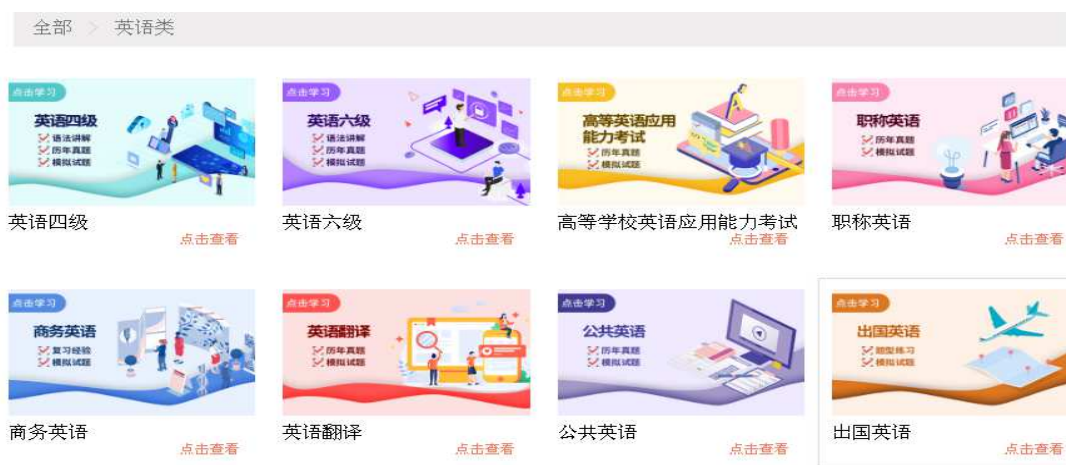 全部 > 英语类
点击学习
英语四级
语法讲解
历年真题
模拟试题
英语四级
点击查看
点击学习
英语六级
语法讲解
历年真题
模拟试题
英语六级
点击查看
点击学习
高等英语应用
能力考试
历年真题
模拟试题
高等学校英语应用能力考试
点击查看
点击学习
职称英语
历年真题
模拟试题
职称英语
点击查看
点击学习
商务英语
复习经验
模拟试题
商务英语
点击查看
点击学习
英语翻译
历年真题
模拟试题
英语翻译
点击查看
点击学习
公共英语
历年真题
模拟试题
公共英语
点击查看
点击学习
出国英语
题型练习
模拟试题
出国英语
点击查看